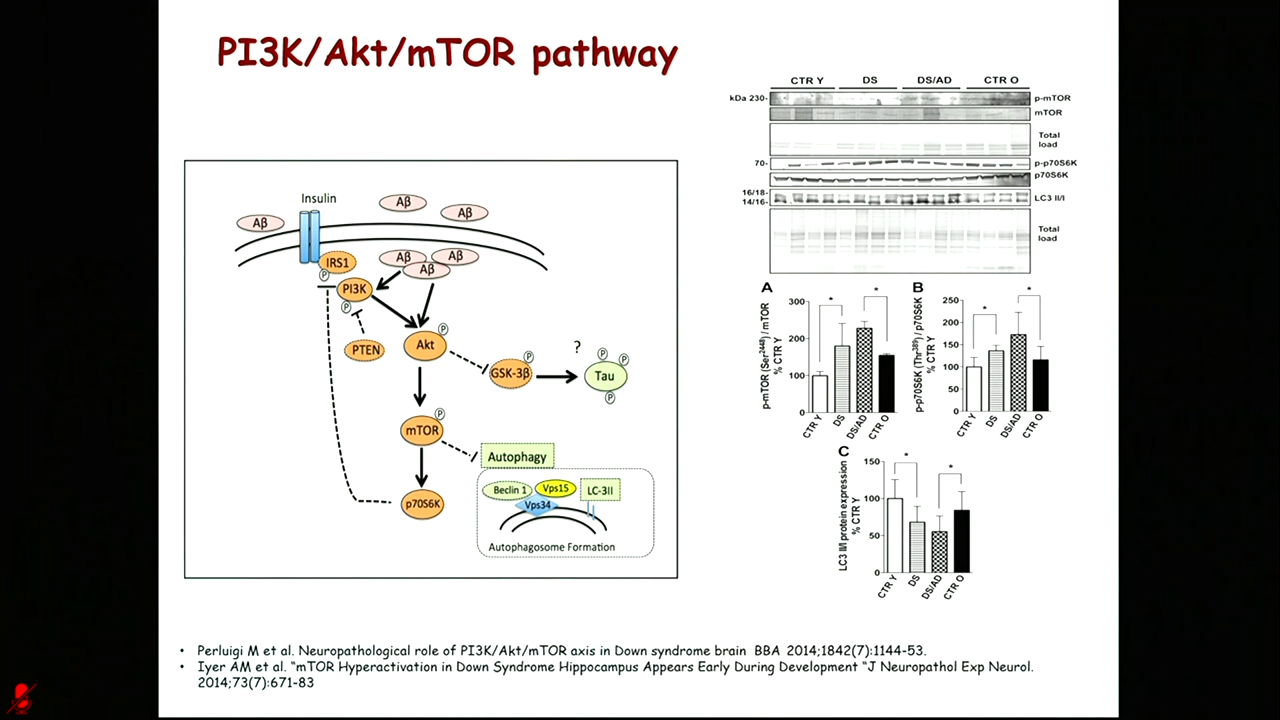 PI3K/Akt/mTOR pathway
Insulin
Aβ
Aβ
Aβ
Aβ
Aβ
Aβ
IRS1
P
PI3K
P
PTEN
Akt
P
GSK-3β
P
?
Tau
P
P
P
mTOR
P
Autophagy
p70S6K
Beclin 1
Vps15
LC-3II
Vps34
Autophagosome Formation
CTR Y DS DS/AD CTR O
kDa 230- p-mTOR
mTOR
Total
load
70- p-p70S6K
p70S6K
16/18-
14/16- LC3 II/I
Total
load
A
p-mTOR (Ser2448) / mTOR
% CTR Y
300
200
100
0
*
*
CTR Y DS DS/AD CTR O
B
p-p70S6K (Thr389) / p70S6K
% CTR Y
250
200
150
100
50
0
*
*
CTR Y DS DS/AD CTR O
C
LC3 II/I protein expression
% CTR Y
150
100
50
0
*
*
CTR Y DS DS/AD CTR O
• Perluigi M et al. Neuropathological role of PI3K/Akt/mTOR axis in Down syndrome brain BBA 2014;1842(7):1144-53.
• Iyer AM et al. “mTOR Hyperactivation in Down Syndrome Hippocampus Appears Early During Development “J Neuropathol Exp Neurol.
2014;73(7):671-83